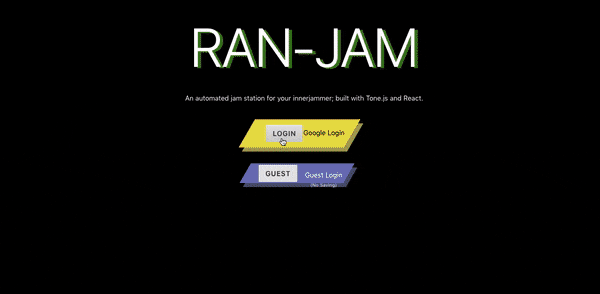 RAN-JAM
An automated jam station for your innerjammer; built with Tone.js and React.
LOGIN Google Login
GUEST Guest Login
(No Saving)